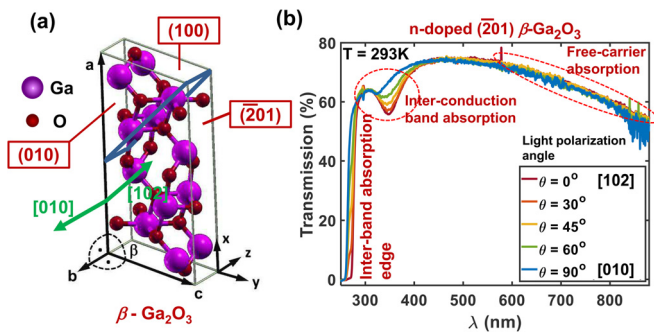 (a)
(100)
a
Ga
O
(010)
(2̅01)
[102]
[010]
β
b
c
x
z
y
β - Ga₂O₃
(b)
n-doped (2̅01) β-Ga₂O₃
T = 293K
Free-carrier
absorption
Inter-conduction
band absorption
Inter-band absorption
edge
Light polarization
angle
θ = 0° [102]
θ = 30°
θ = 45°
θ = 60°
θ = 90° [010]
Transmission (%)
80
60
40
20
0
300 400 500 600 700 800
λ (nm)